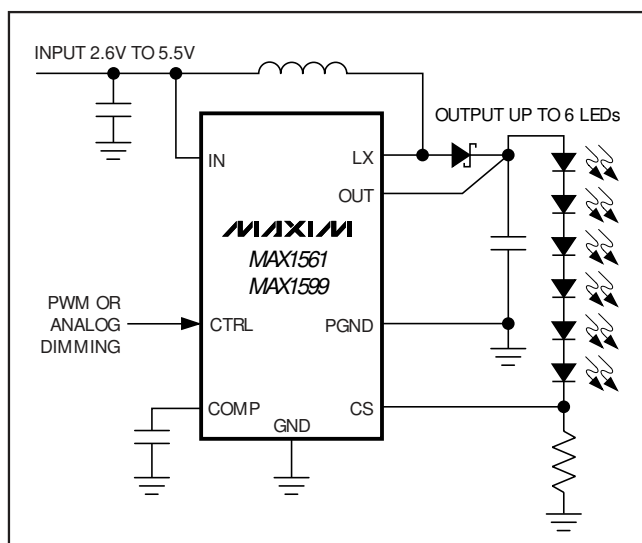 INPUT 2.6V TO 5.5V
OUTPUT UP TO 6 LEDs
IN
LX
OUT
MAXIM
MAX1561
MAX1599
PWM OR
ANALOG
DIMMING
CTRL
PGND
COMP
CS
GND